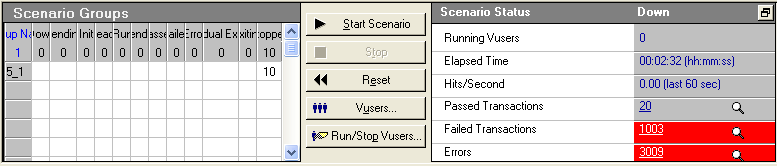 Scenario Groups
up Na ow endin Init ead Rur end asse aile Erro dual Ex xitin oppe
1 0 0 0 0 0 0 0 0 0 0 0 10
5_1 10
Start Scenario
Stop
Reset
Vusers...
Run/Stop Vusers...
Scenario Status Down
Running Vusers 0
Elapsed Time 00:02:32 (hh:mm:ss)
Hits/Second 0.00 (last 60 sec)
Passed Transactions 20
Failed Transactions 1003
Errors 3009